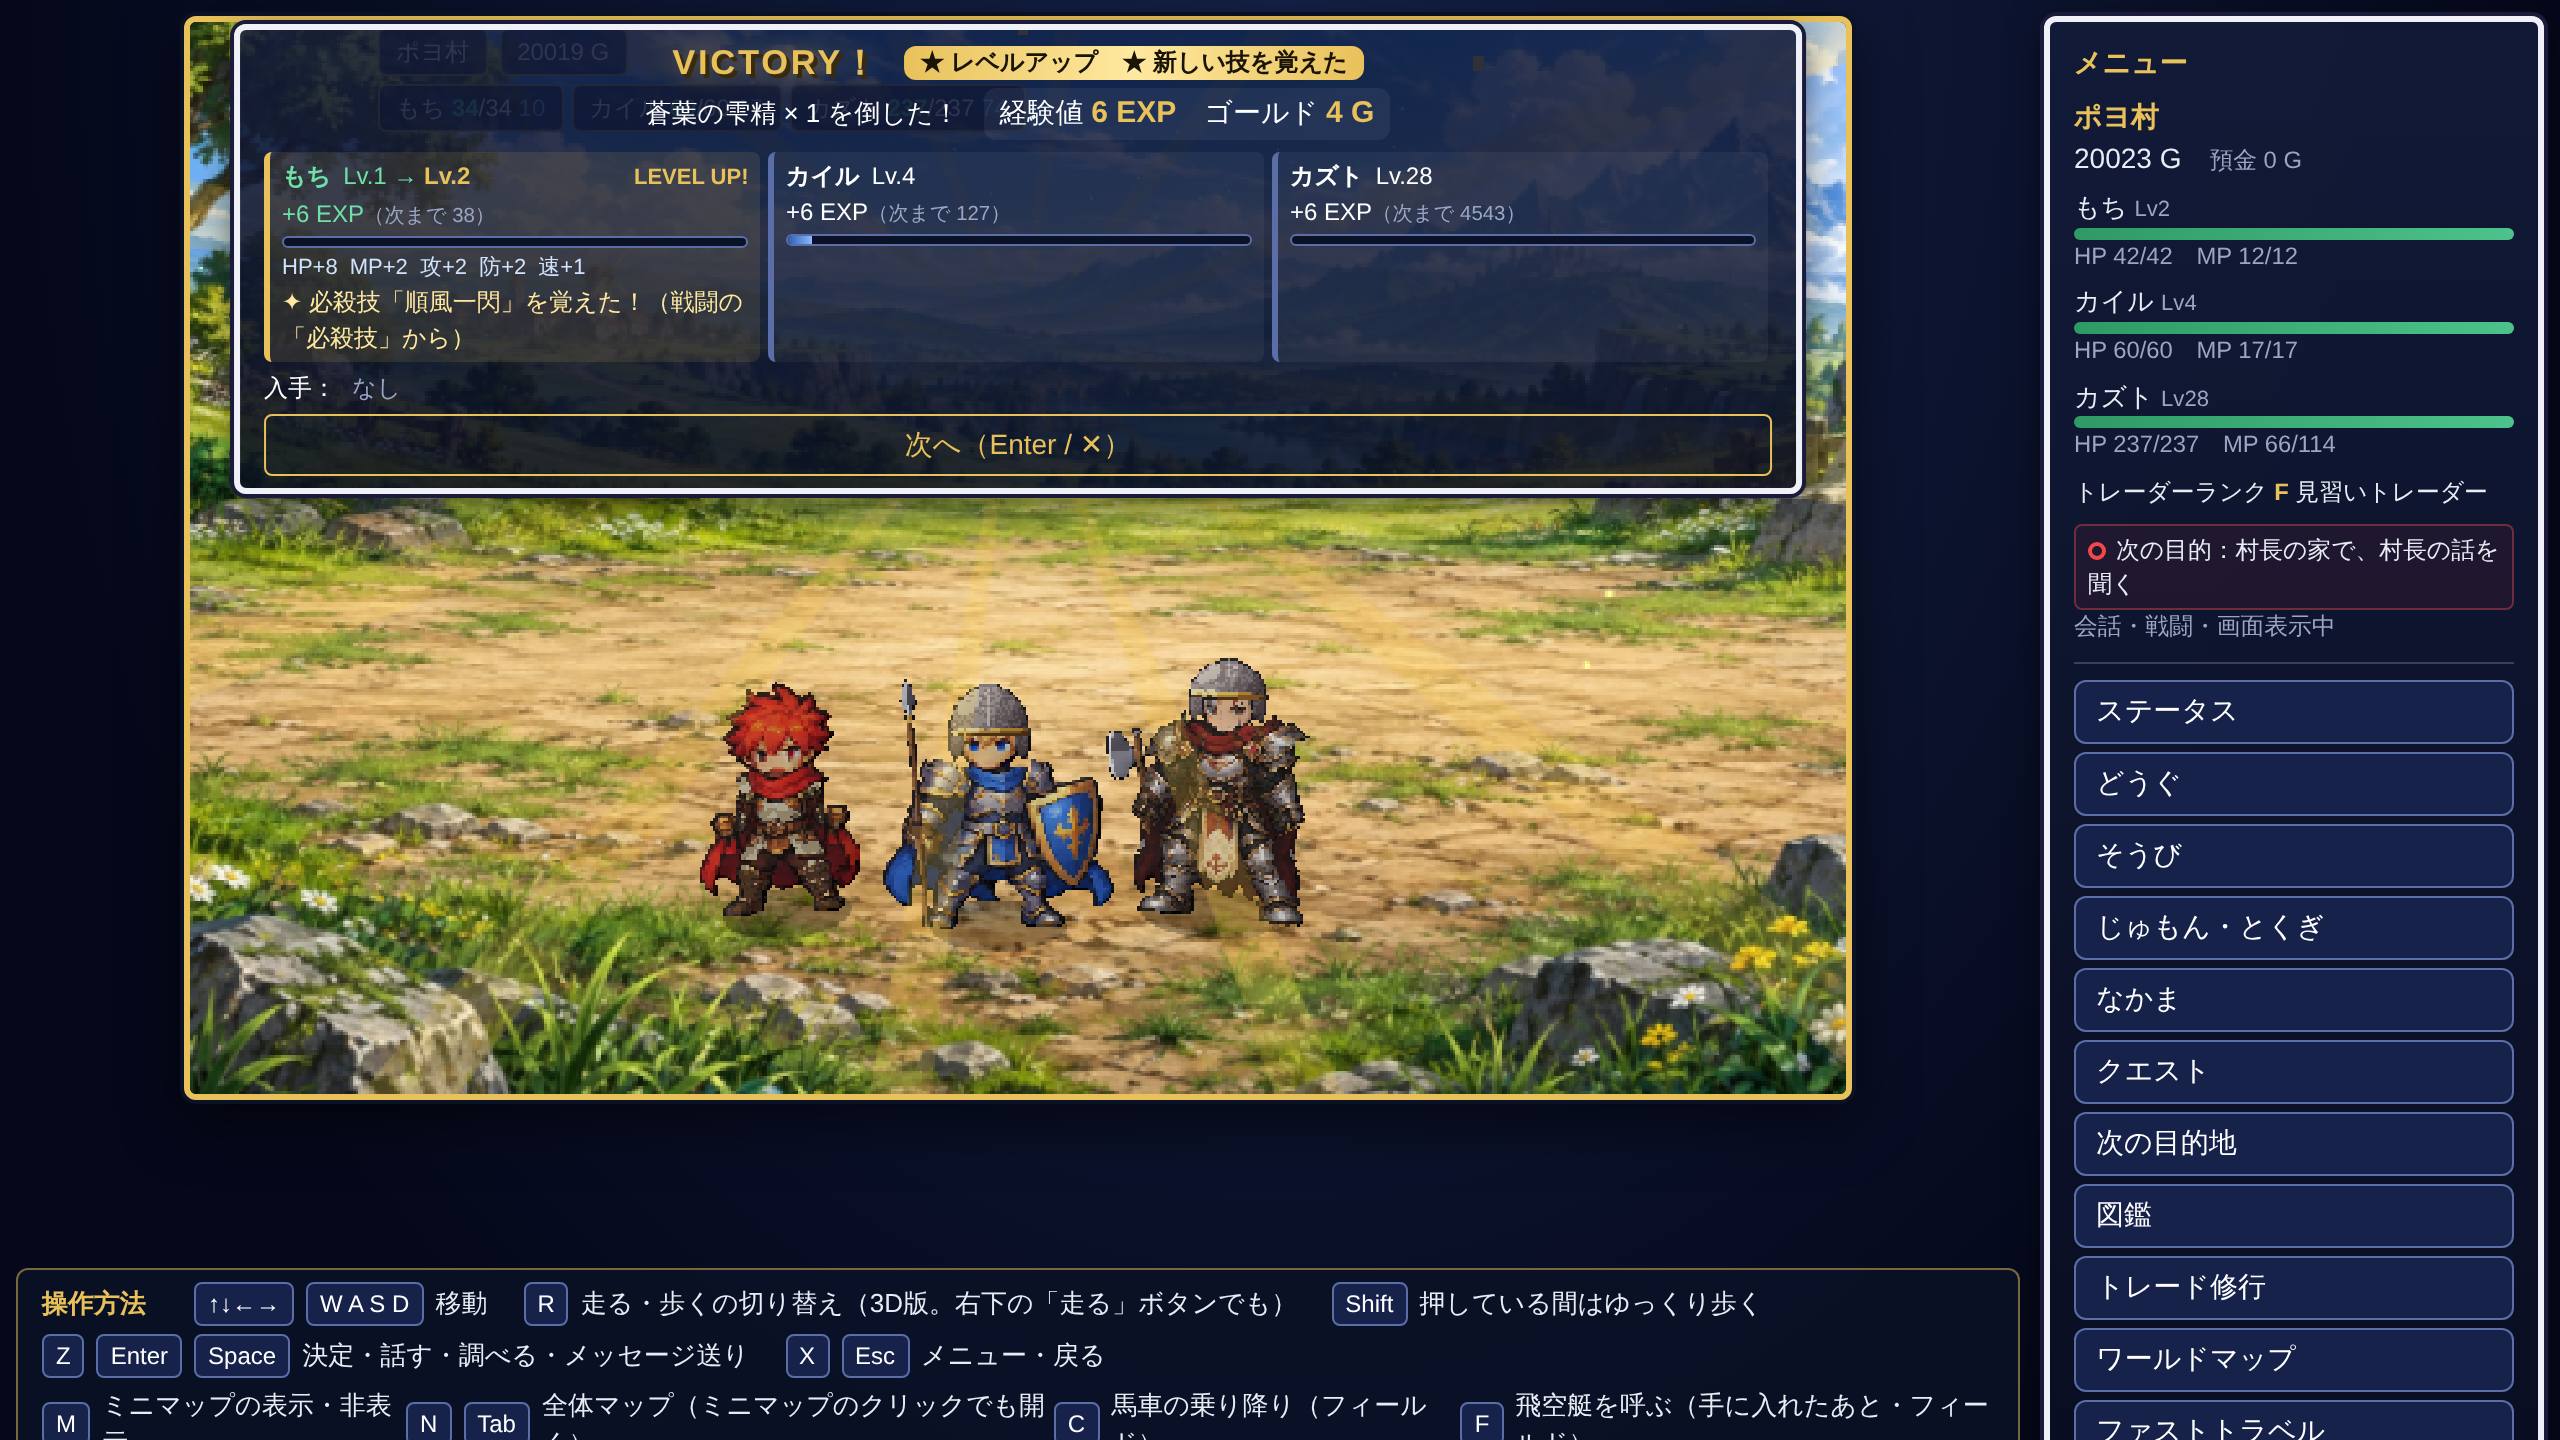 ポヨ村 20019 G
VICTORY！ ★ レベルアップ ★ 新しい技を覚えた
もち 34/34 10
蒼葉の雫精 × 1 を倒した！ 経験値 6 EXP ゴールド 4 G
もち Lv.1 → Lv.2 LEVEL UP!
+6 EXP（次まで 38）
HP+8 MP+2 攻+2 防+2 速+1
✦ 必殺技「順風一閃」を覚えた！（戦闘の
「必殺技」から）
カイル Lv.4
+6 EXP（次まで 127）
カズト Lv.28
+6 EXP（次まで 4543）
入手： なし
次へ（Enter / ✕）
メニュー
ポヨ村
20023 G 預金 0 G
もち Lv2
HP 42/42 MP 12/12
カイル Lv4
HP 60/60 MP 17/17
カズト Lv28
HP 237/237 MP 66/114
トレーダーランク F 見習いトレーダー
次の目的：村長の家で、村長の話を
聞く
会話・戦闘・画面表示中
ステータス
どうぐ
そうび
じゅもん・とくぎ
なかま
クエスト
次の目的地
図鑑
トレード修行
ワールドマップ
ファストトラベル
操作方法 ↑↓←→ W A S D 移動 R 走る・歩くの切り替え（3D版。右下の「走る」ボタンでも） Shift 押している間はゆっくり歩く
Z Enter Space 決定・話す・調べる・メッセージ送り X Esc メニュー・戻る
M ミニマップの表示・非表 N Tab 全体マップ（ミニマップのクリックでも開 C 馬車の乗り降り（フィール F 飛空艇を呼ぶ（手に入れたあと・フィー